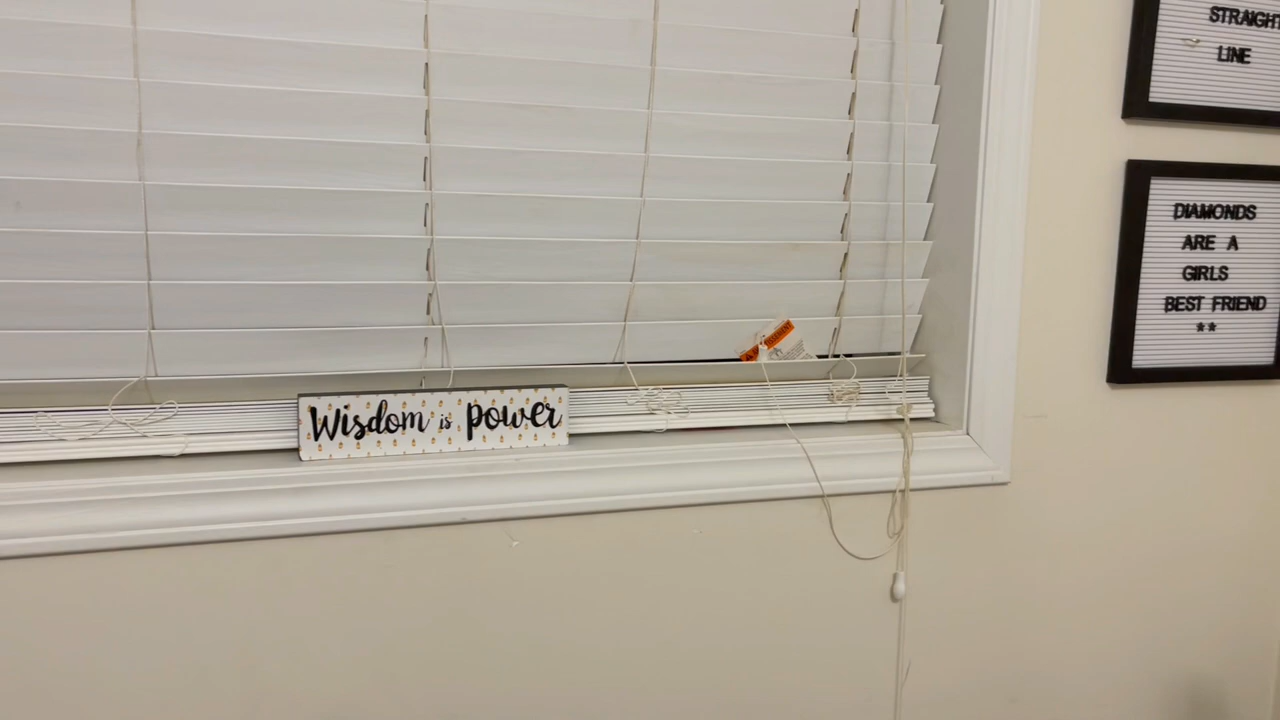 STRAIGHT
LINE
DIAMONDS
ARE A
GIRLS
BEST FRIEND
**
Wisdom is power